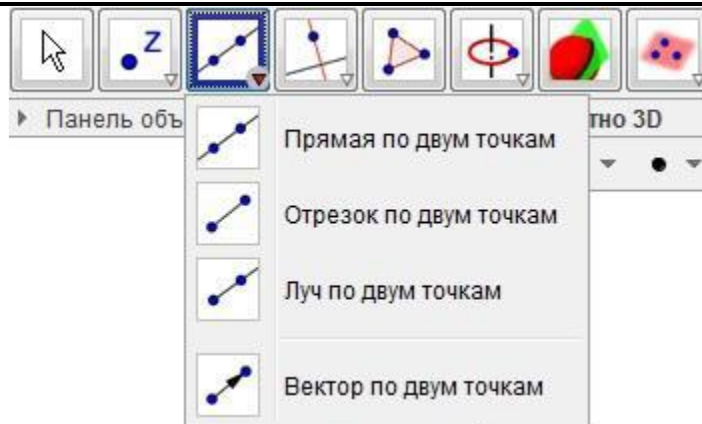 z
Панель объ
тно 3D
Прямая по двум точкам
Отрезок по двум точкам
Луч по двум точкам
Вектор по двум точкам